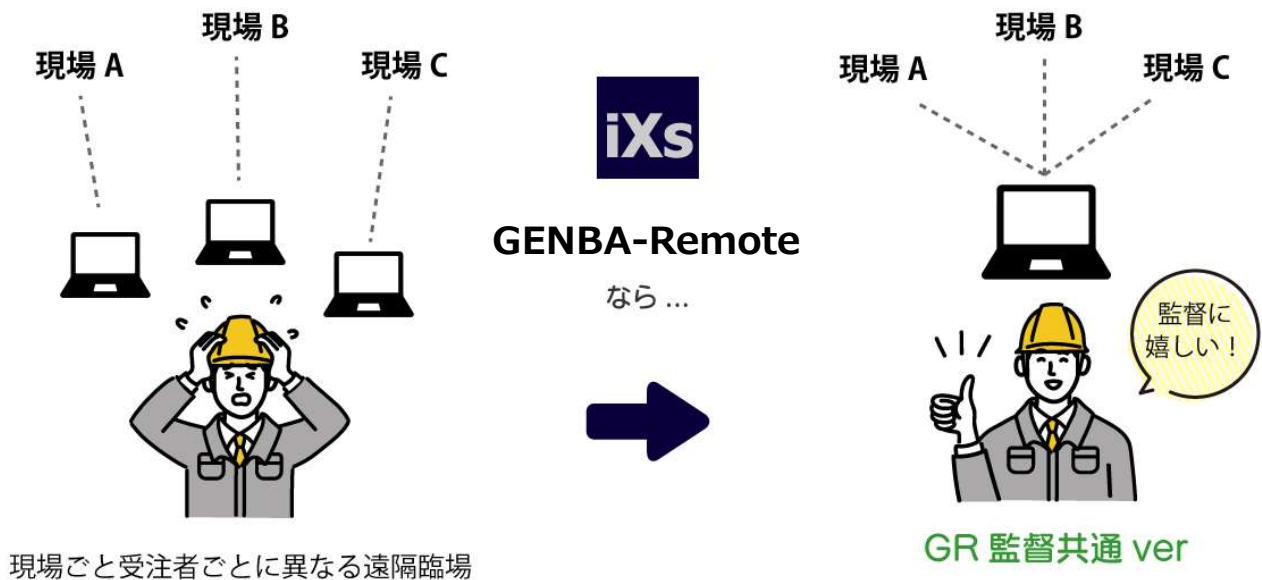 現場 A
現場 B
現場 C
現場ごと受注者ごとに異なる遠隔臨場
iXs
GENBA-Remote
なら ...
現場 A
現場 B
現場 C
監督に
嬉しい！
GR 監督共通 ver